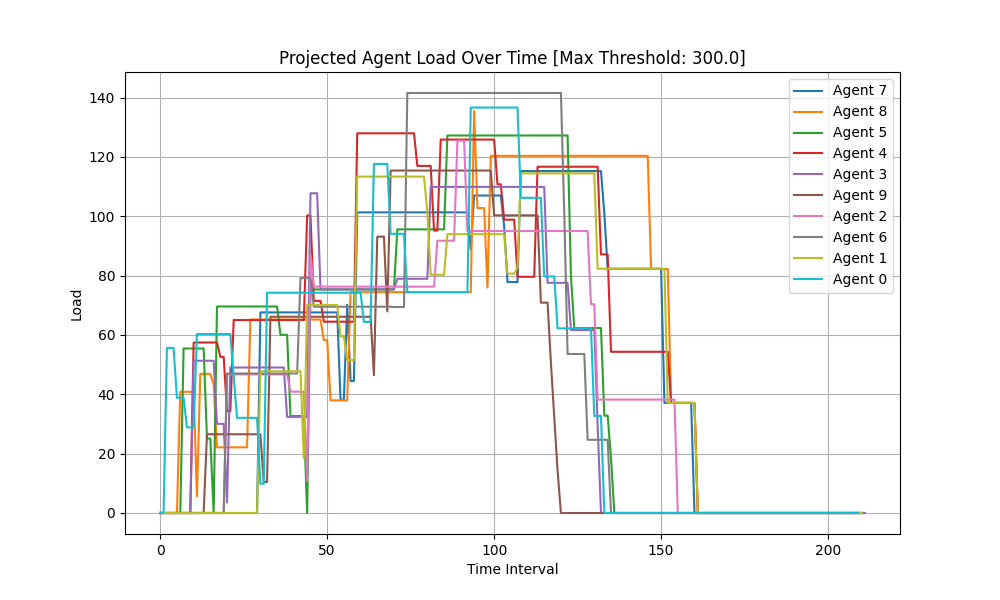 Projected Agent Load Over Time [Max Threshold: 300.0]
Load
140
120
100
80
60
40
20
0
0
50
100
150
200
Time Interval
Agent 7
Agent 8
Agent 5
Agent 4
Agent 3
Agent 9
Agent 2
Agent 6
Agent 1
Agent 0